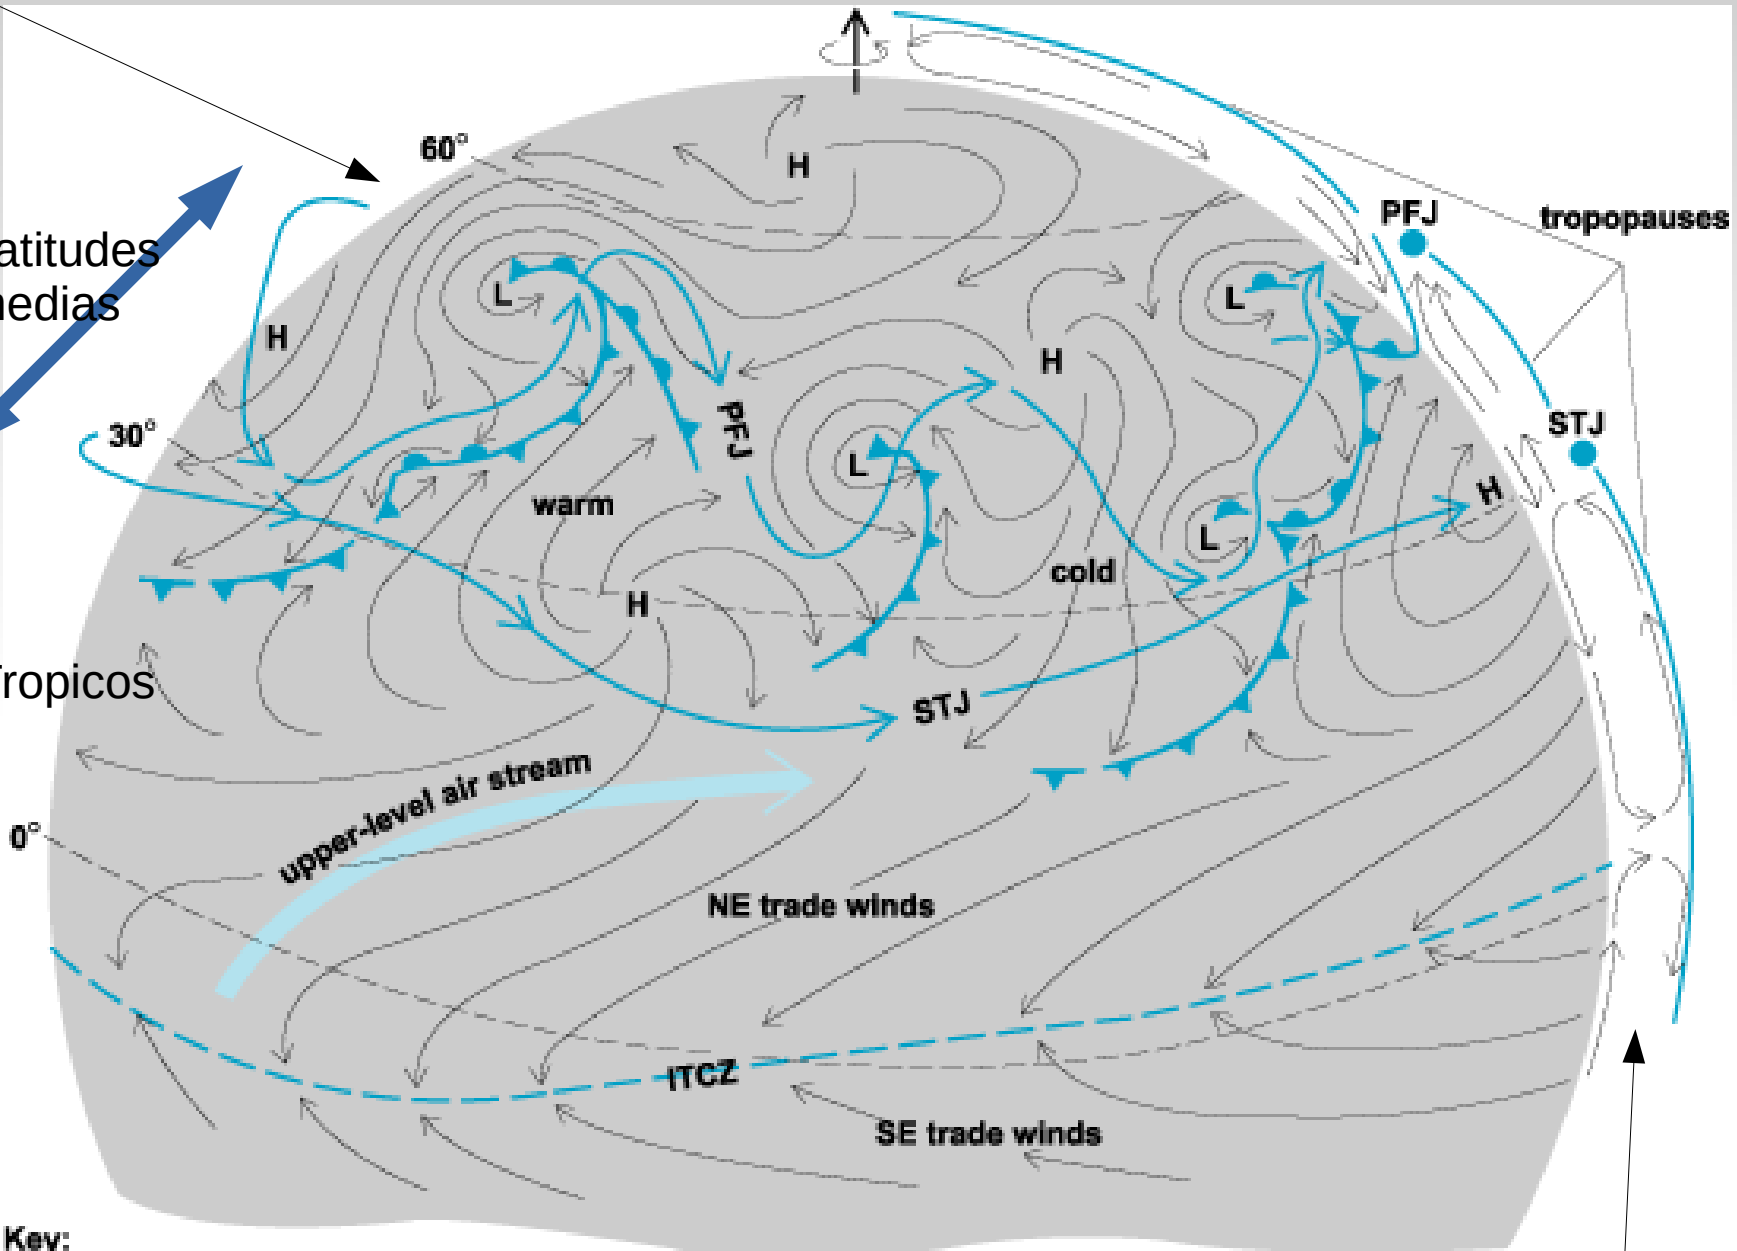 60°
H
PFJ
tropopauses
atitudes
medias
L
L
H
H
30°
PFJ
STJ
L
H
warm
L
cold
H
Tropicos
STJ
upper-level air stream
0°
NE trade winds
ITCZ
SE trade winds
Key: